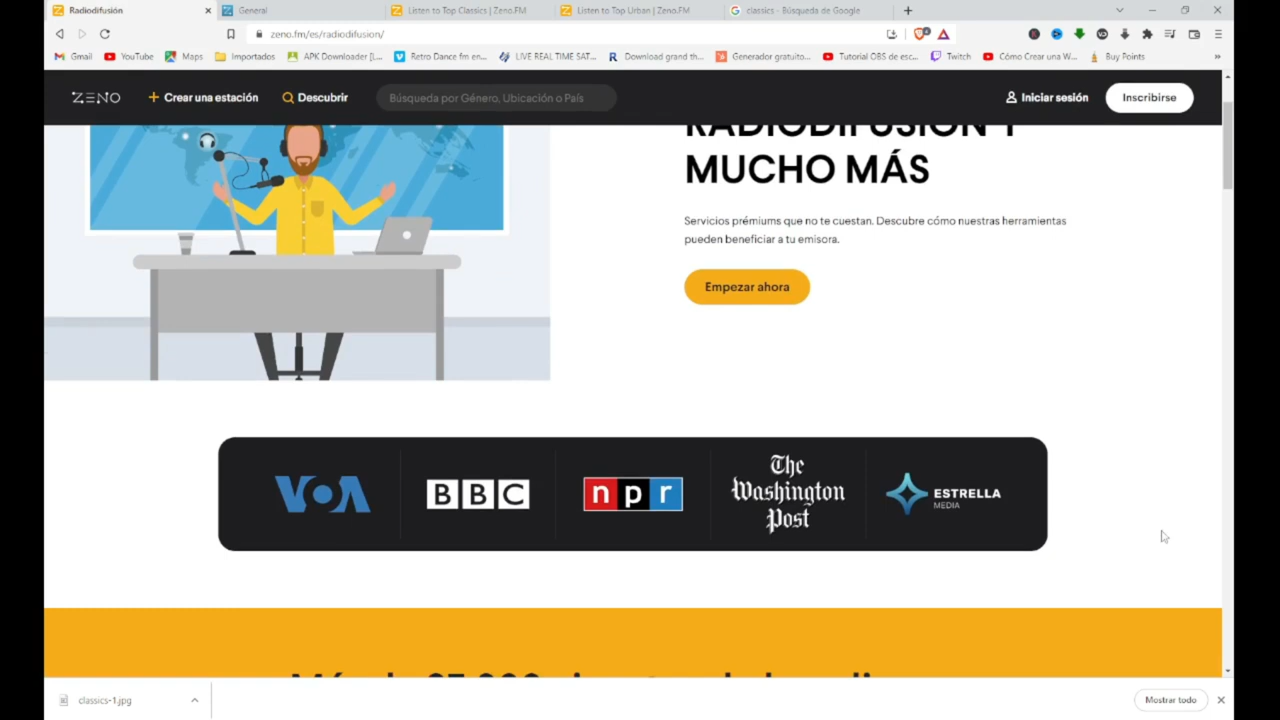 Radiodifusión
General
Listen to Top Classics | Zeno.FM
Listen to Top Urban | Zeno.FM
classics - Búsqueda de Google
zeno.fm/es/radiodifusion/
Gmail
YouTube
Maps
Importados
APK Downloader [L...
Retro Dance fm en...
LIVE REAL TIME SAT...
Download grand th...
Generador gratuito...
Tutorial OBS de esc...
Twitch
Cómo Crear una W...
Buy Points
ZENO
Crear una estación
Descubrir
Búsqueda por Género, Ubicación o País
Iniciar sesión
Inscribirse
RADIODIFUSIÓN Y
MUCHO MÁS
Servicios prémiums que no te cuestan. Descubre cómo nuestras herramientas
pueden beneficiar a tu emisora.
Empezar ahora
VOA
BBC
npr
The
Washington
Post
ESTRELLA
MEDIA
classics-1.jpg
Mostrar todo